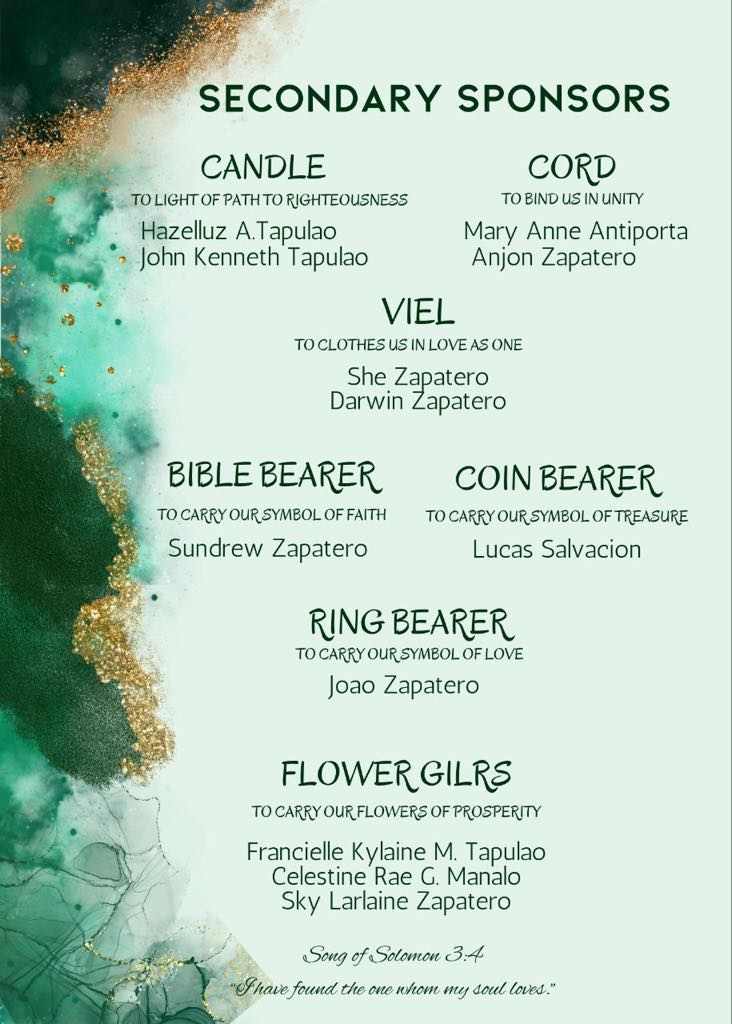 SECONDARY SPONSORS
CANDLE
TO LIGHT OF PATH TO RIGHTEOUSNESS
Hazelluz A.Tapulao
John Kenneth Tapulao
CORD
TO BIND US IN UNITY
Mary Anne Antiporta
Anjon Zapatero
VIEL
TO CLOTHES US IN LOVE AS ONE
She Zapatero
Darwin Zapatero
BIBLE BEARER
TO CARRY OUR SYMBOL OF FAITH
Sundrew Zapatero
COIN BEARER
TO CARRY OUR SYMBOL OF TREASURE
Lucas Salvacion
RING BEARER
TO CARRY OUR SYMBOL OF LOVE
Joao Zapatero
FLOWER GILRS
TO CARRY OUR FLOWERS OF PROSPERITY
Francielle Kylaine M. Tapulao
Celestine Rae G. Manalo
Sky Larlaine Zapatero
Song of Solomon 3:4
"I have found the one whom my soul loves."